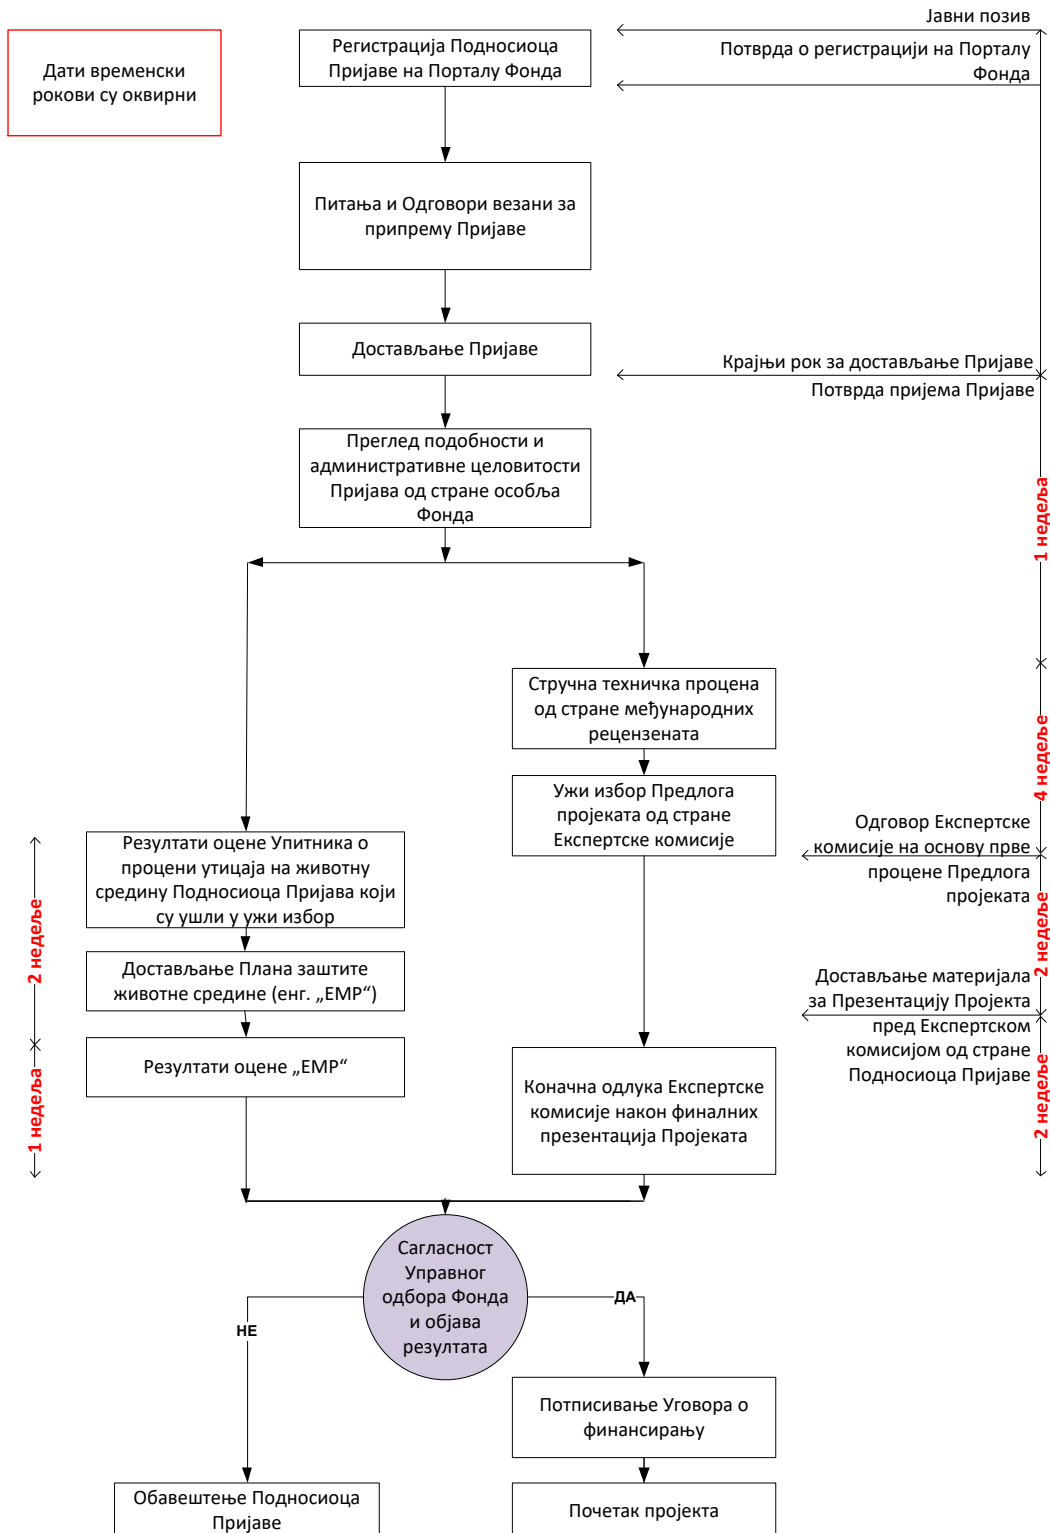 Јавни позив
Регистрација Подносиоца
Пријаве на Порталу Фонда
Потврда о регистрацији на Порталу
Фонда
Дати временски
рокови су оквирни
Питања и Одговори везани за
припрему Пријаве
Достављање Пријаве
Крајњи рок за достављање Пријаве
Потврда пријема Пријаве
Преглед подобности и
административне целовитости
Пријава од стране особља
Фонда
1 недеља
Стручна техничка процена
од стране међународних
рецензената
4 недеље
Ужи избор Предлога
пројеката од стране
Експертске комисије
Одговор Експертске
комисије на основу прве
процене Предлога
пројеката
Резултати оцене Упитника о
процени утицаја на животну
средину Подносиоца Пријава који
су ушли у ужи избор
2 недеље
2 недеље
Достављање Плана заштите
животне средине (енг. „EMP“)
Достављање материјала
за Презентацију Пројекта
пред Експертском
комисијом од стране
Подносиоца Пријаве
Резултати оцене „EMP“
1 недеља
Коначна одлука Експертске
комисије након финалних
презентација Пројеката
2 недеље
Сагласност
Управног
одбора Фонда
и објава
резултата
НЕ
ДА
Потписивање Уговора о
финансирању
Обавештење Подносиоца
Пријаве
Почетак пројекта